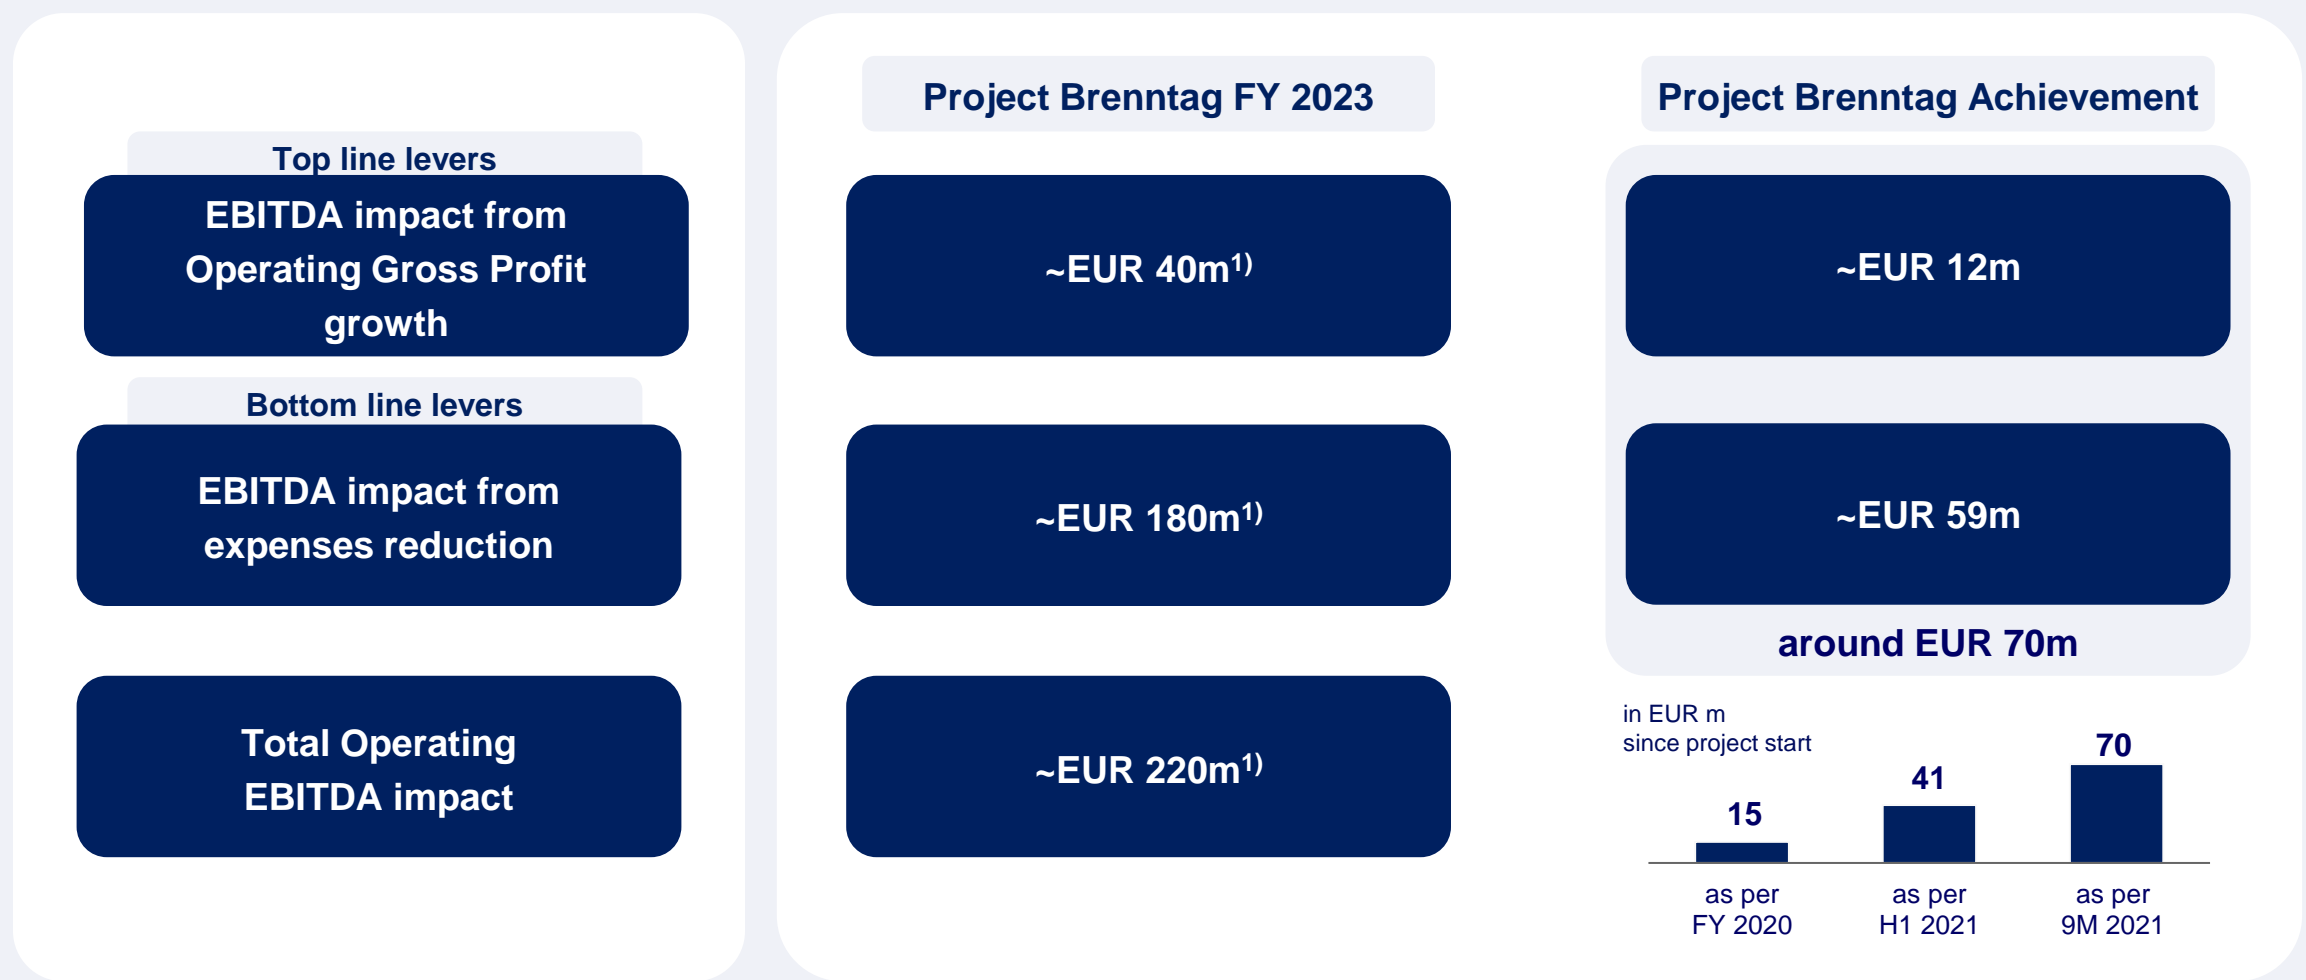 Project Brenntag FY 2023
Project Brenntag Achievement
Top line levers
EBITDA impact from
Operating Gross Profit
growth
~EUR 40m¹⁾
~EUR 12m
Bottom line levers
EBITDA impact from
expenses reduction
~EUR 180m¹⁾
~EUR 59m
around EUR 70m
Total Operating
EBITDA impact
~EUR 220m¹⁾
in EUR m
since project start
15
41
70
as per
FY 2020
as per
H1 2021
as per
9M 2021